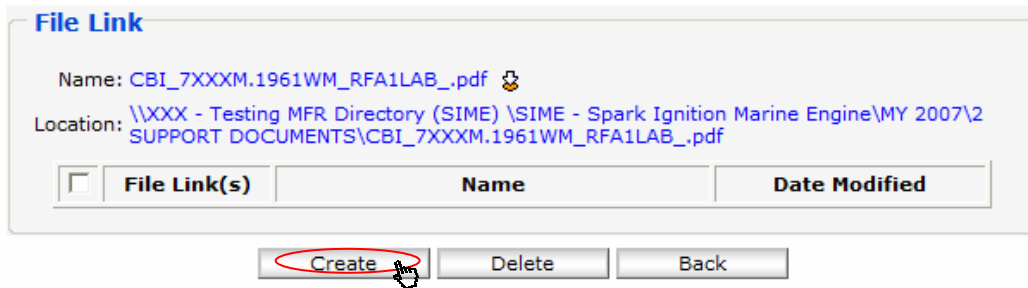 File Link
Name: CBI_7XXXM.1961WM_RFA1LAB_.pdf
Location: \\XXX - Testing MFR Directory (SIME) \SIME - Spark Ignition Marine Engine\MY 2007\2
SUPPORT DOCUMENTS\CBI_7XXXM.1961WM_RFA1LAB_.pdf
File Link(s) Name Date Modified
Create Delete Back